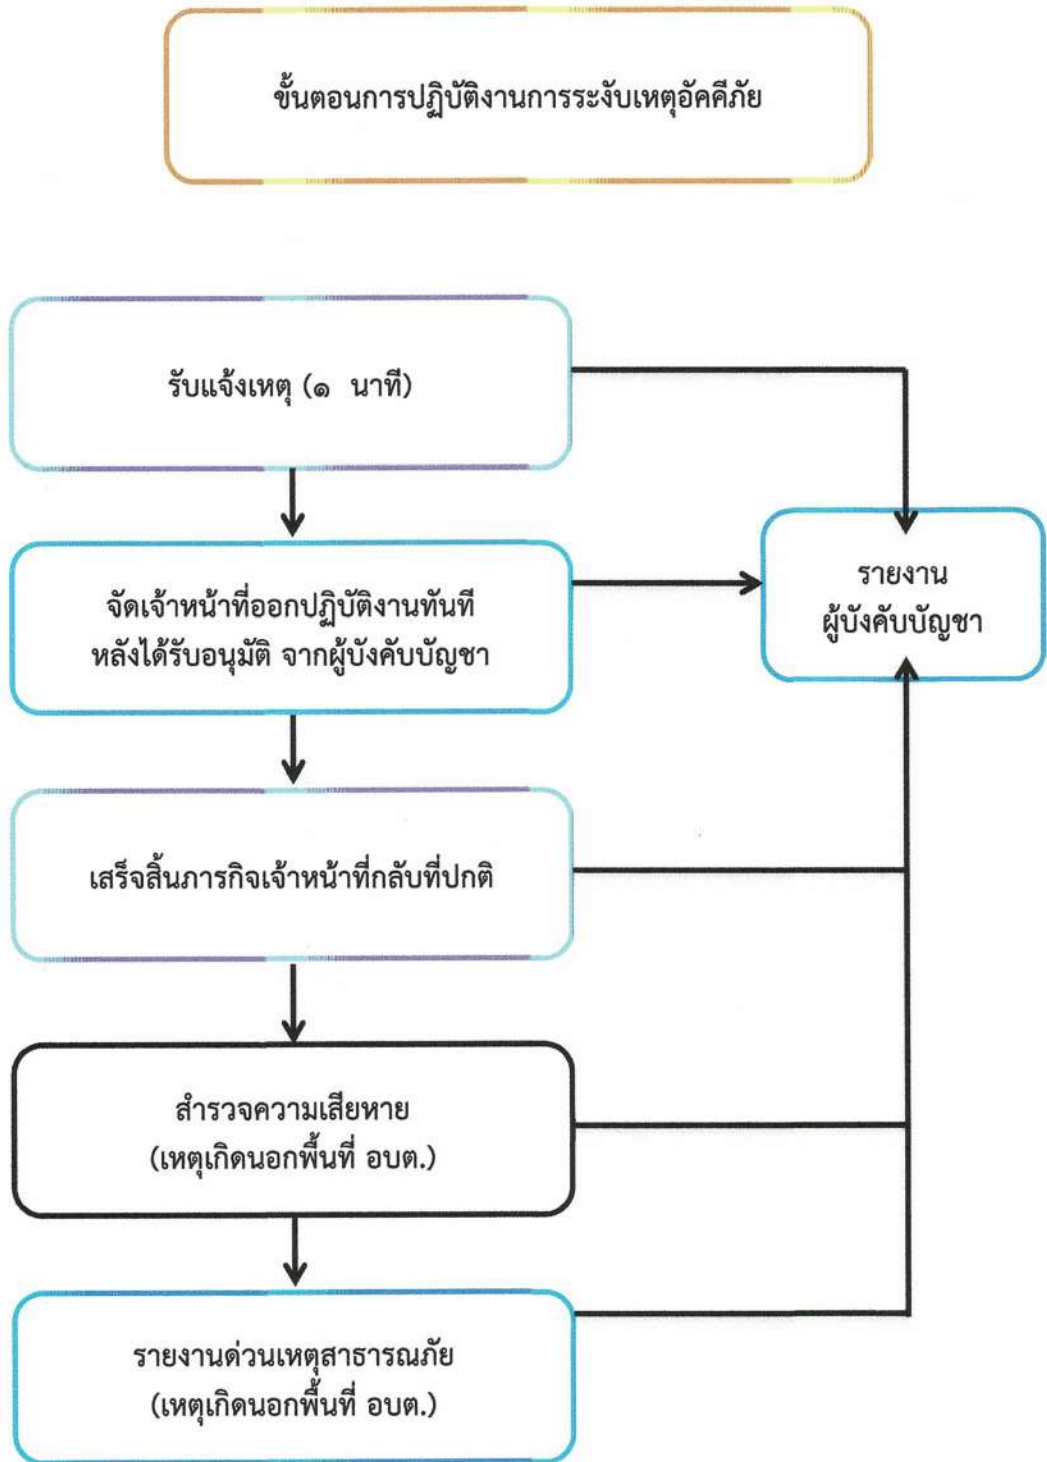 ขั้นตอนการปฏิบัติงานการระงับเหตุอัคคีภัย
รับแจ้งเหตุ (๑ นาที)
จัดเจ้าหน้าที่ออกปฏิบัติงานทันที
หลังได้รับอนุมัติ จากผู้บังคับบัญชา
รายงาน
ผู้บังคับบัญชา
เสร็จสิ้นภารกิจเจ้าหน้าที่กลับที่ปกติ
สำรวจความเสียหาย
(เหตุเกิดนอกพื้นที่ อบต.)
รายงานด่วนเหตุสาธารณภัย
(เหตุเกิดนอกพื้นที่ อบต.)